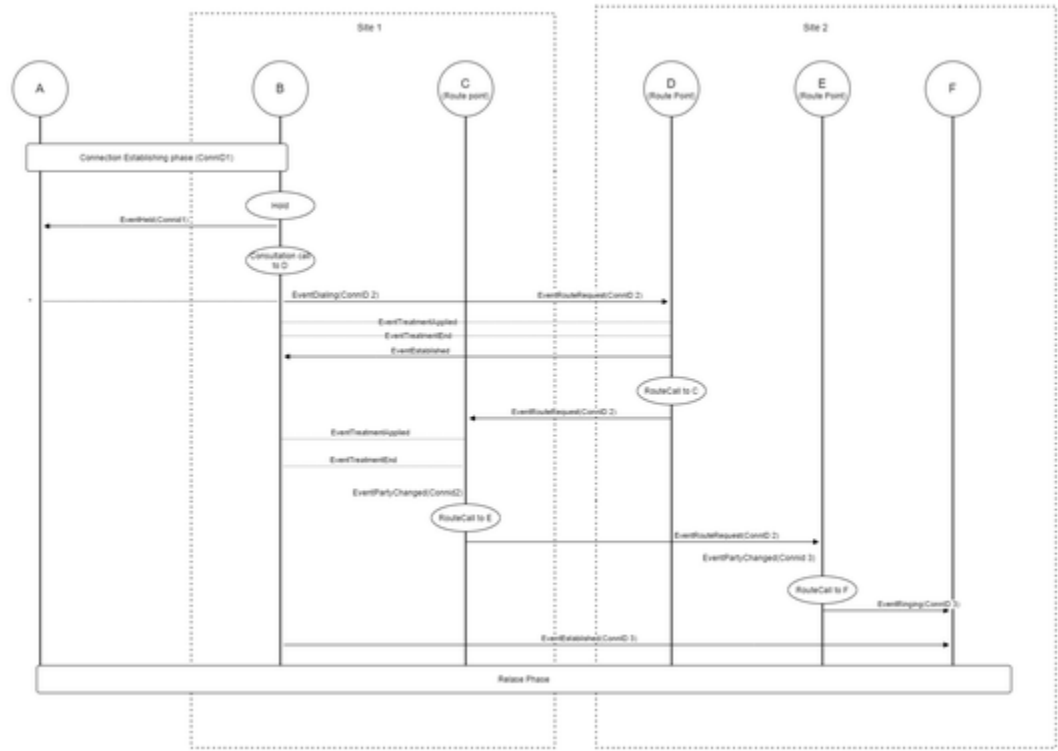 Site 1
Site 2
A
B
C
(Route point)
D
(Route Point)
E
(Route Point)
F
Connection Establishing phase (ConnID1)
Hold
EventHeld(Connid1)
Consultation call
to D
EventDialing(ConnID 2)
EventRouteRequest(ConnID 2)
EventTreatmentApplied
EventTreatmentEnd
EventEstablished
RouteCall to C
EventRouteRequest(ConnID 2)
EventTreatmentApplied
EventTreatmentEnd
EventPartyChanged(Connid2)
RouteCall to E
EventRouteRequest(ConnID 2)
EventPartyChanged(Connid 3)
RouteCall to F
EventRinging(ConnID 3)
EventEstablished(ConnID 3)
Relase Phase